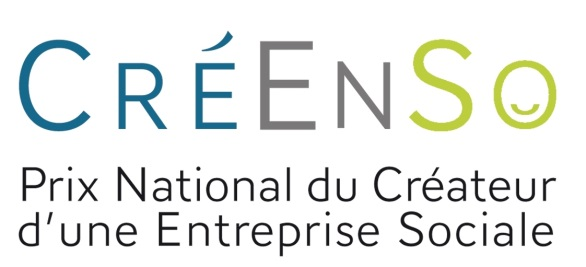 CRÉENSO
Prix National du Créateur
d'une Entreprise Sociale